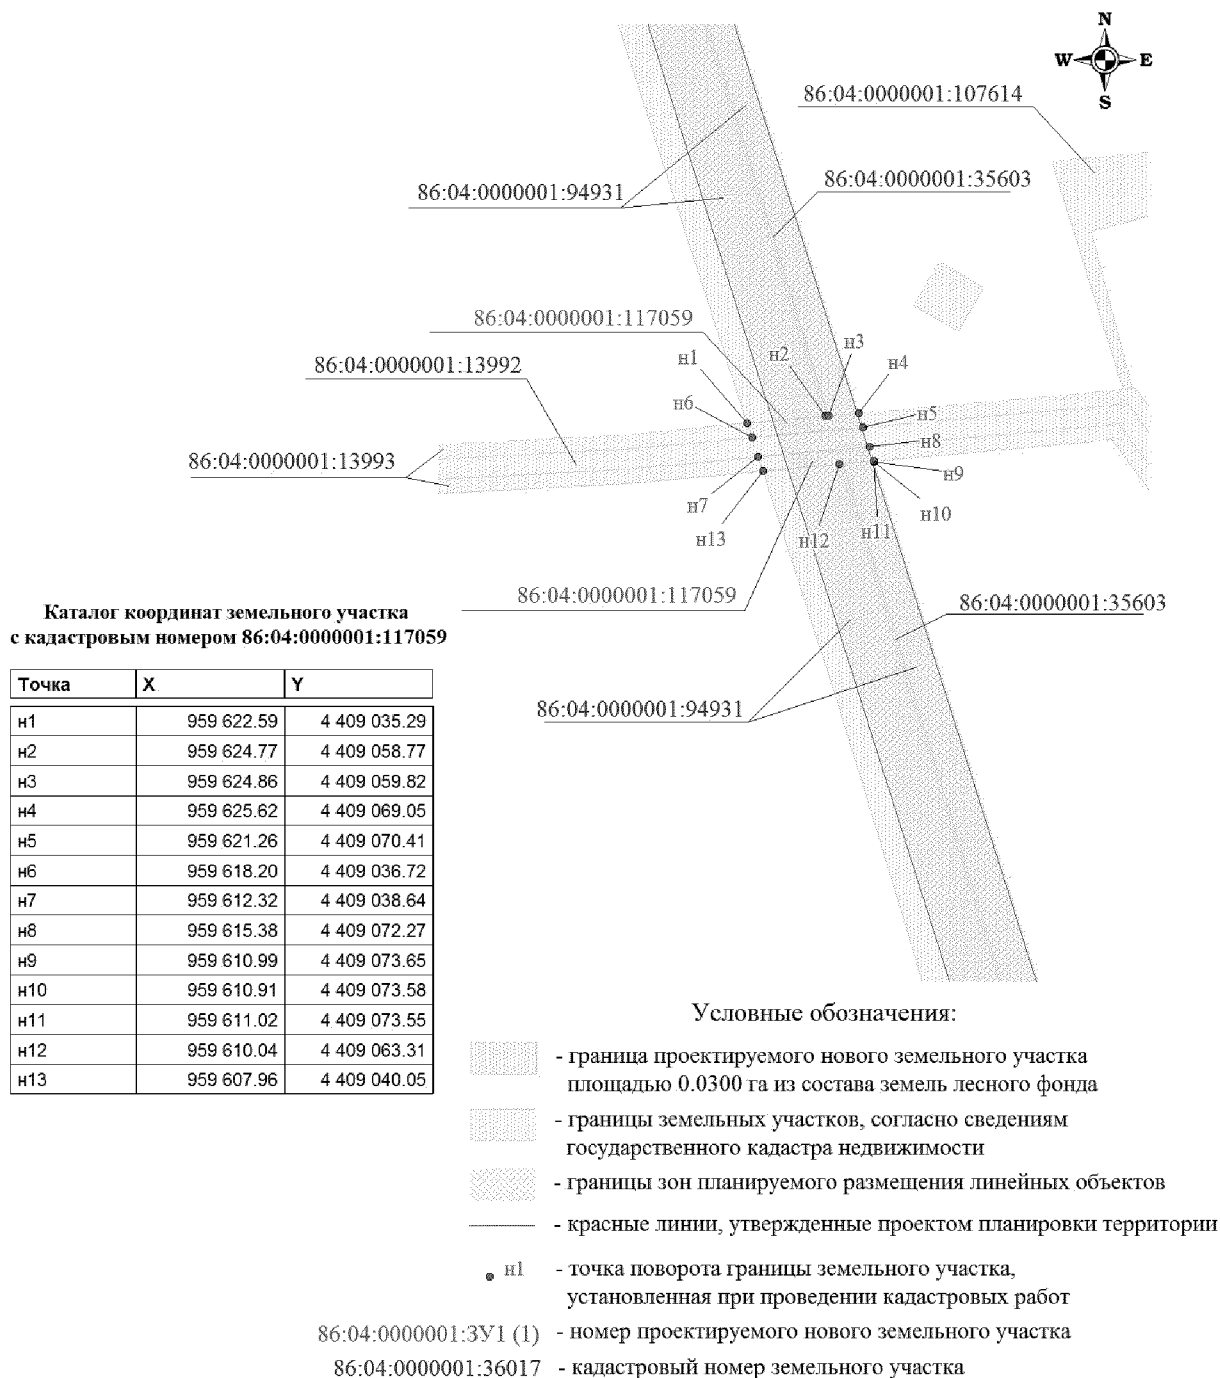 N
W E
S
86:04:0000001:107614
86:04:0000001:94931
86:04:0000001:35603
86:04:0000001:117059
86:04:0000001:13992
н1
н2
н3
н4
н6
н5
н8
86:04:0000001:13993
н9
н7
н10
н13
н12
н11
86:04:0000001:117059
86:04:0000001:35603
86:04:0000001:94931
Каталог координат земельного участка
с кадастровым номером 86:04:0000001:117059
Точка X Y
н1 959 622.59 4 409 035.29
н2 959 624.77 4 409 058.77
н3 959 624.86 4 409 059.82
н4 959 625.62 4 409 069.05
н5 959 621.26 4 409 070.41
н6 959 618.20 4 409 036.72
н7 959 612.32 4 409 038.64
н8 959 615.38 4 409 072.27
н9 959 610.99 4 409 073.65
н10 959 610.91 4 409 073.58
н11 959 611.02 4 409 073.55
н12 959 610.04 4 409 063.31
н13 959 607.96 4 409 040.05
Условные обозначения:
- граница проектируемого нового земельного участка
площадью 0.0300 га из состава земель лесного фонда
- границы земельных участков, согласно сведениям
государственного кадастра недвижимости
- границы зон планируемого размещения линейных объектов
- красные линии, утвержденные проектом планировки территории
н1 - точка поворота границы земельного участка,
установленная при проведении кадастровых работ
86:04:0000001:ЗУ1 (1) - номер проектируемого нового земельного участка
86:04:0000001:36017 - кадастровый номер земельного участка